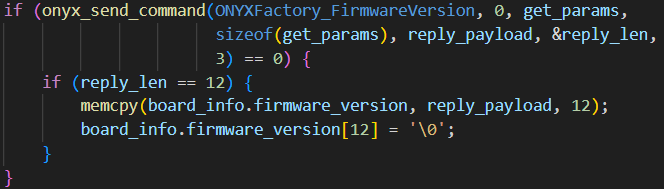 if (onyx_send_command(ONYXFactory_FirmwareVersion, 0, get_params,
sizeof(get_params), reply_payload, &reply_len,
3) == 0) {
if (reply_len == 12) {
memcpy(board_info.firmware_version, reply_payload, 12);
board_info.firmware_version[12] = '\0';
}
}